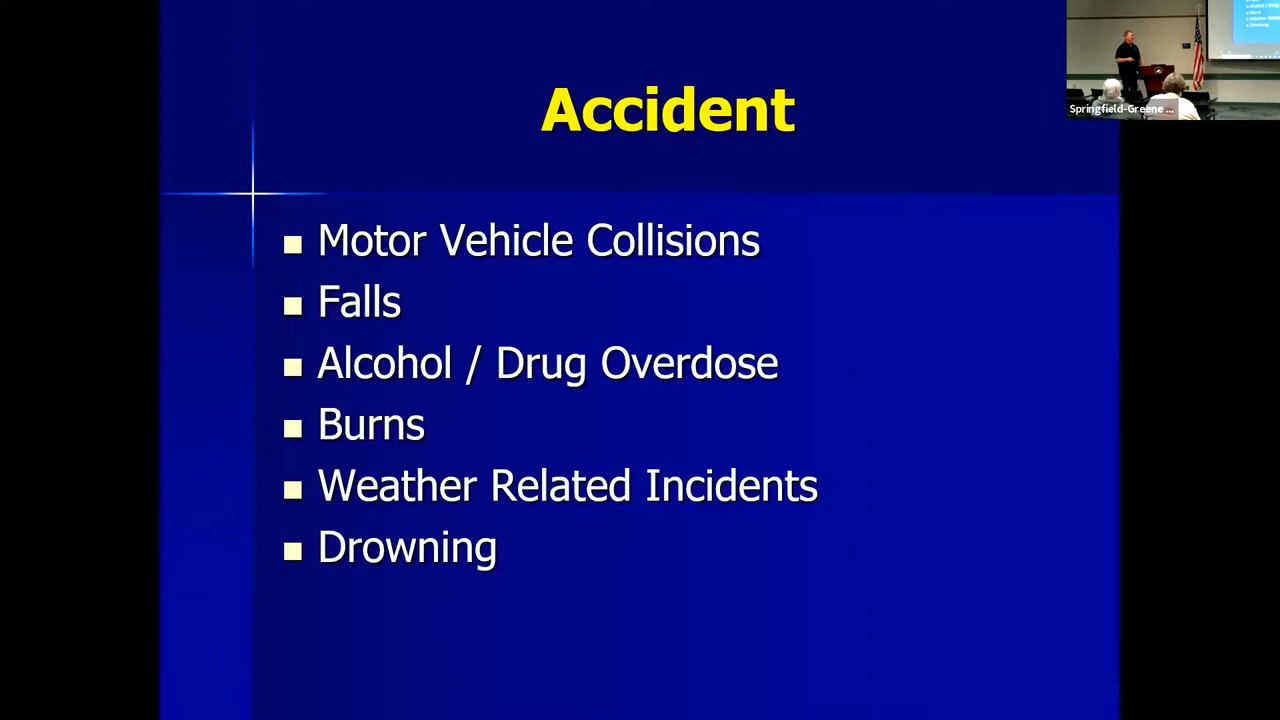 Accident
Motor Vehicle Collisions
Falls
Alcohol / Drug Overdose
Burns
Weather Related Incidents
Drowning
Springfield-Greene ...